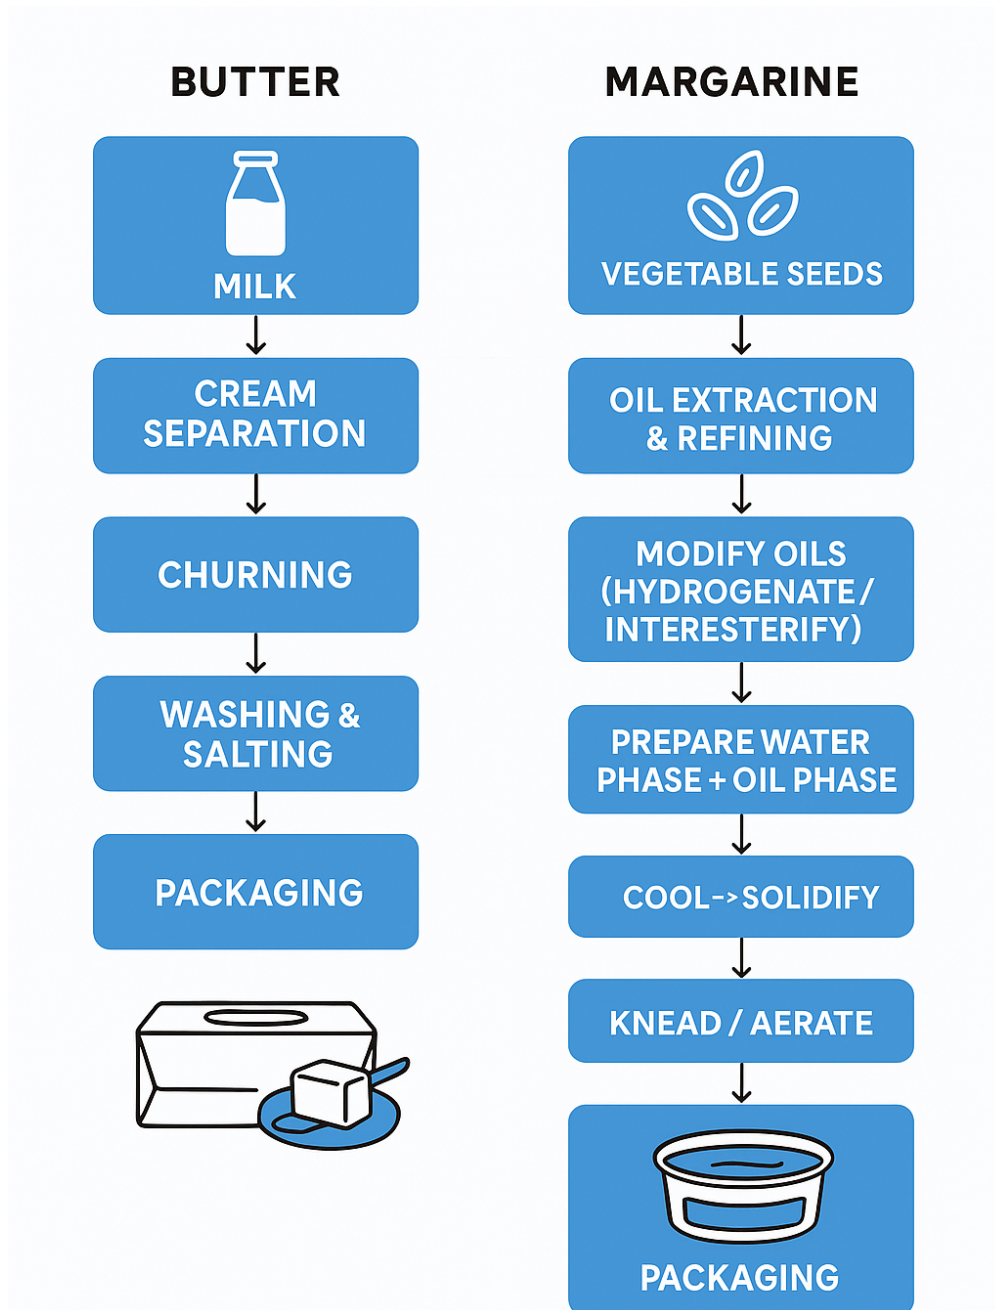 BUTTER
MILK
CREAM
SEPARATION
CHURNING
WASHING &
SALTING
PACKAGING
MARGARINE
VEGETABLE SEEDS
OIL EXTRACTION
& REFINING
MODIFY OILS
(HYDROGENATE/
INTERESTERIFY)
PREPARE WATER
PHASE + OIL PHASE
COOL->SOLIDIFY
KNEAD / AERATE
PACKAGING